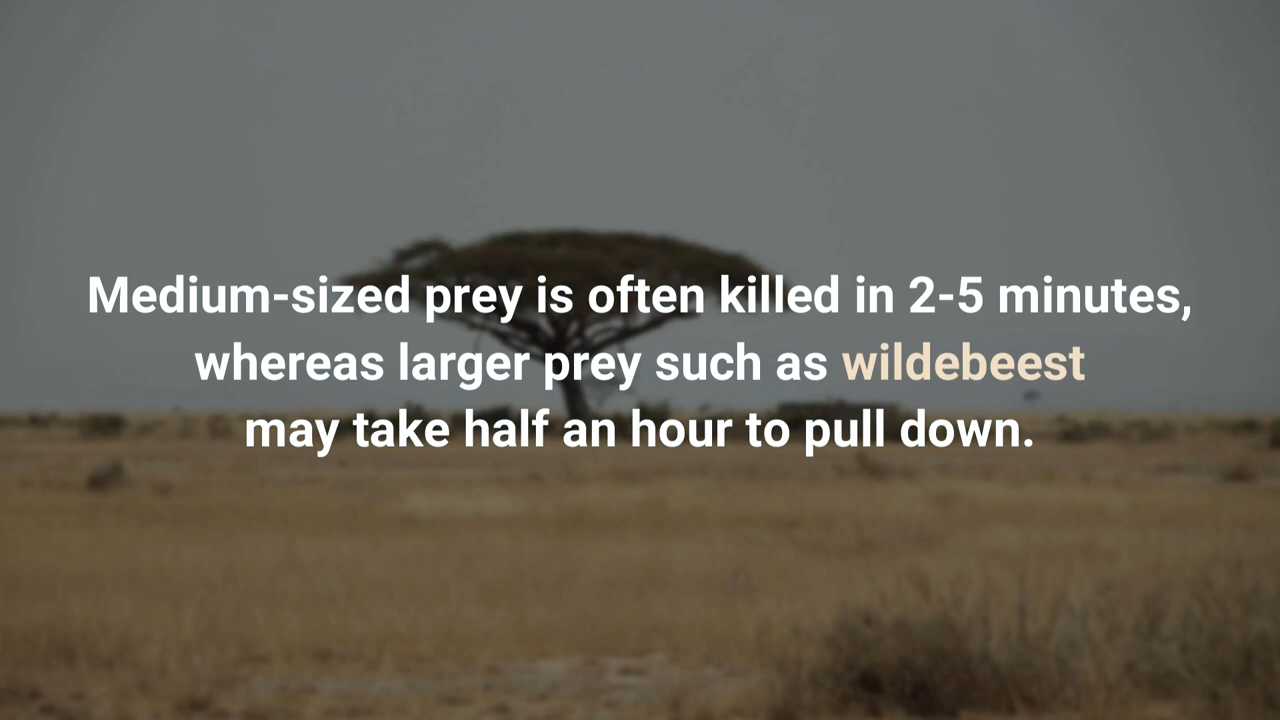 Medium-sized prey is often killed in 2-5 minutes,
whereas larger prey such as wildebeest
may take half an hour to pull down.